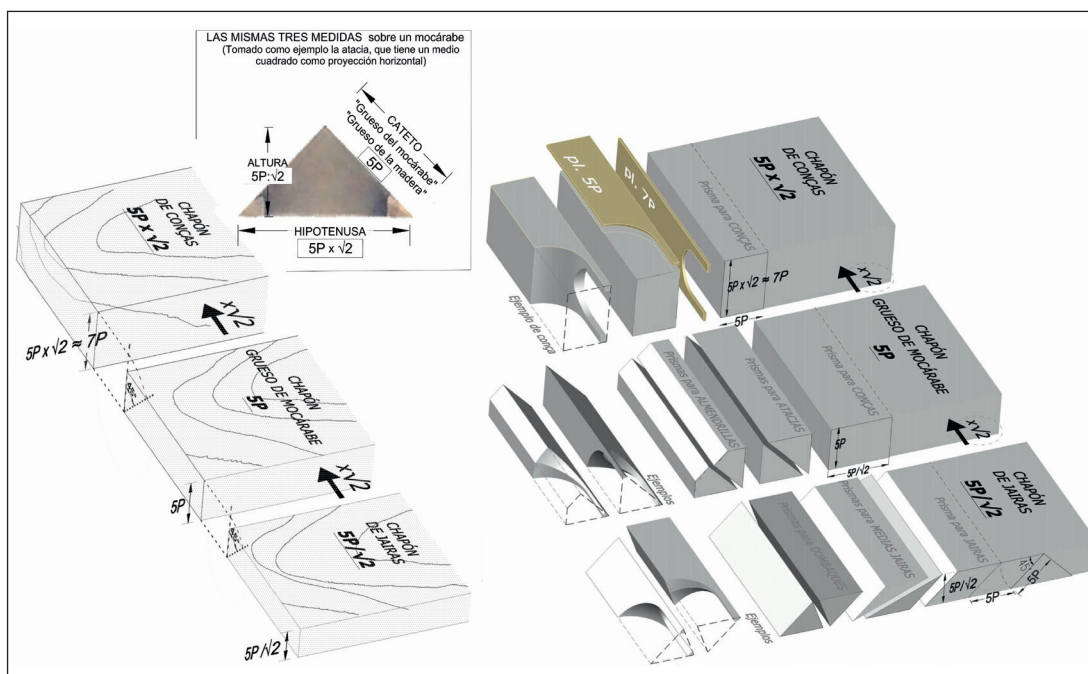 LAS MISMAS TRES MEDIDAS sobre un mocárabe
(Tomado como ejemplo la atacia, que tiene un medio
cuadrado como proyección horizontal)
CATETO
"Grueso del mocárabe"
"Grueso de la madera"
5P
ALTURA
5P:√2
HIPOTENUSA
5P x √2
CHAPÓN
DE CONÇAS
5P x √2
5P x √2 ≈ 7P
x√2
CHAPÓN
GRUESO DE MOCÁRABE
5P
5P
x√2
CHAPÓN
DE JAIRAS
5P/√2
5P/√2
pl. 5P
pl. 7P
CHAPÓN
DE CONÇAS
5P x √2
Prisma para CONÇAS
5P x √2 ≈ 7P
5P
x√2
Ejemplo de conça
CHAPÓN
GRUESO DE MOCÁRABE
5P
Prisma para CONÇAS
Prismas para ATACIAS
Prismas para ALMENDRILLAS
5P
5P/√2
x√2
Ejemplos
CHAPÓN
DE JAIRAS
5P/√2
Prisma para JAIRAS
Prismas para MEDIAS JAIRAS
Prismas para DUMBAQUES
5P/√2
5P
45°
5P
Ejemplos